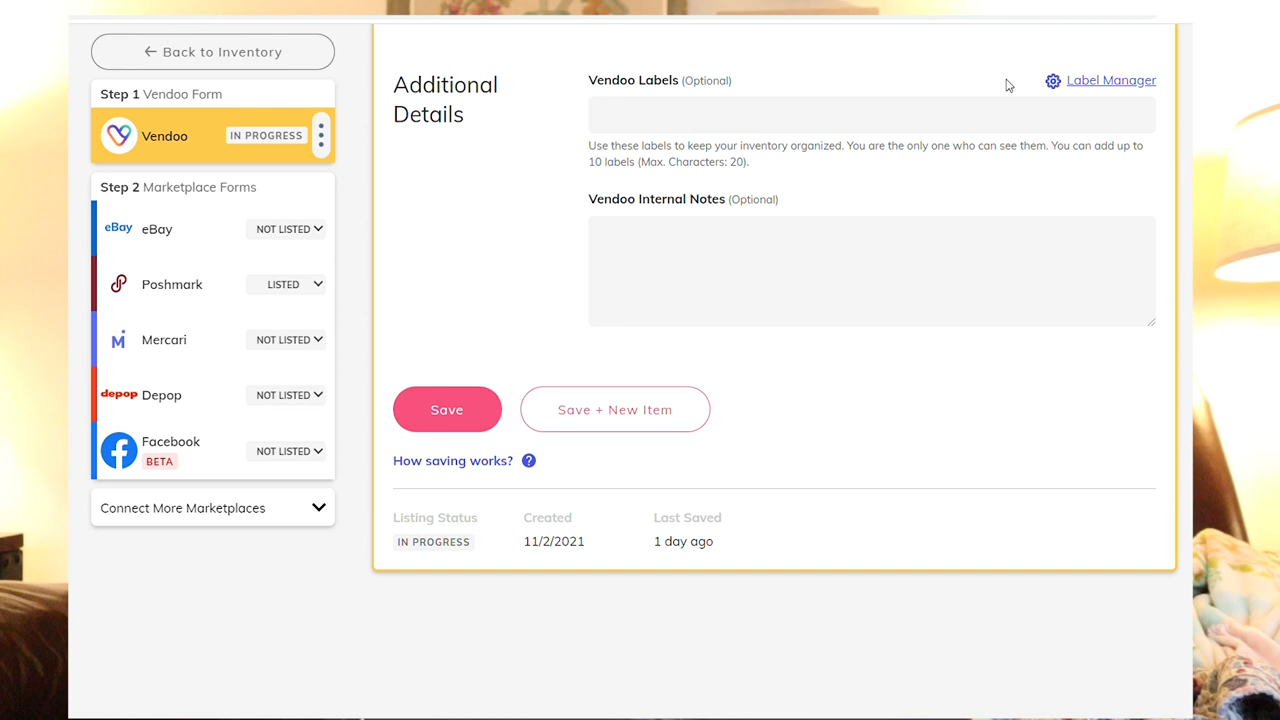 ← Back to Inventory
Step 1 Vendoo Form
Vendoo IN PROGRESS
Step 2 Marketplace Forms
eBay eBay NOT LISTED
Poshmark LISTED
Mercari NOT LISTED
depop Depop NOT LISTED
Facebook NOT LISTED
BETA
Connect More Marketplaces
Additional
Details
Vendoo Labels (Optional) Label Manager
Use these labels to keep your inventory organized. You are the only one who can see them. You can add up to
10 labels (Max. Characters: 20).
Vendoo Internal Notes (Optional)
Save Save + New Item
How saving works? ?
Listing Status Created Last Saved
IN PROGRESS 11/2/2021 1 day ago